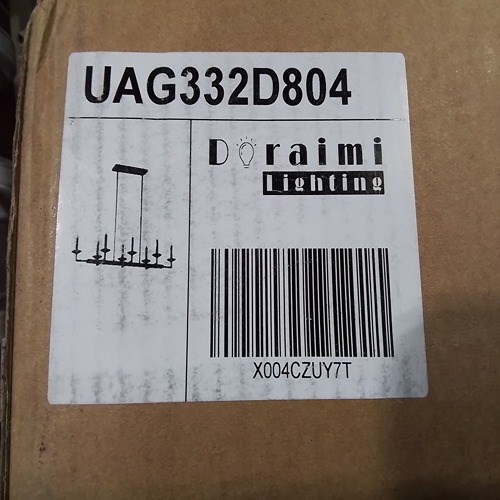 UAG332D804
Doraimi
Lighting
X004CZUY7T